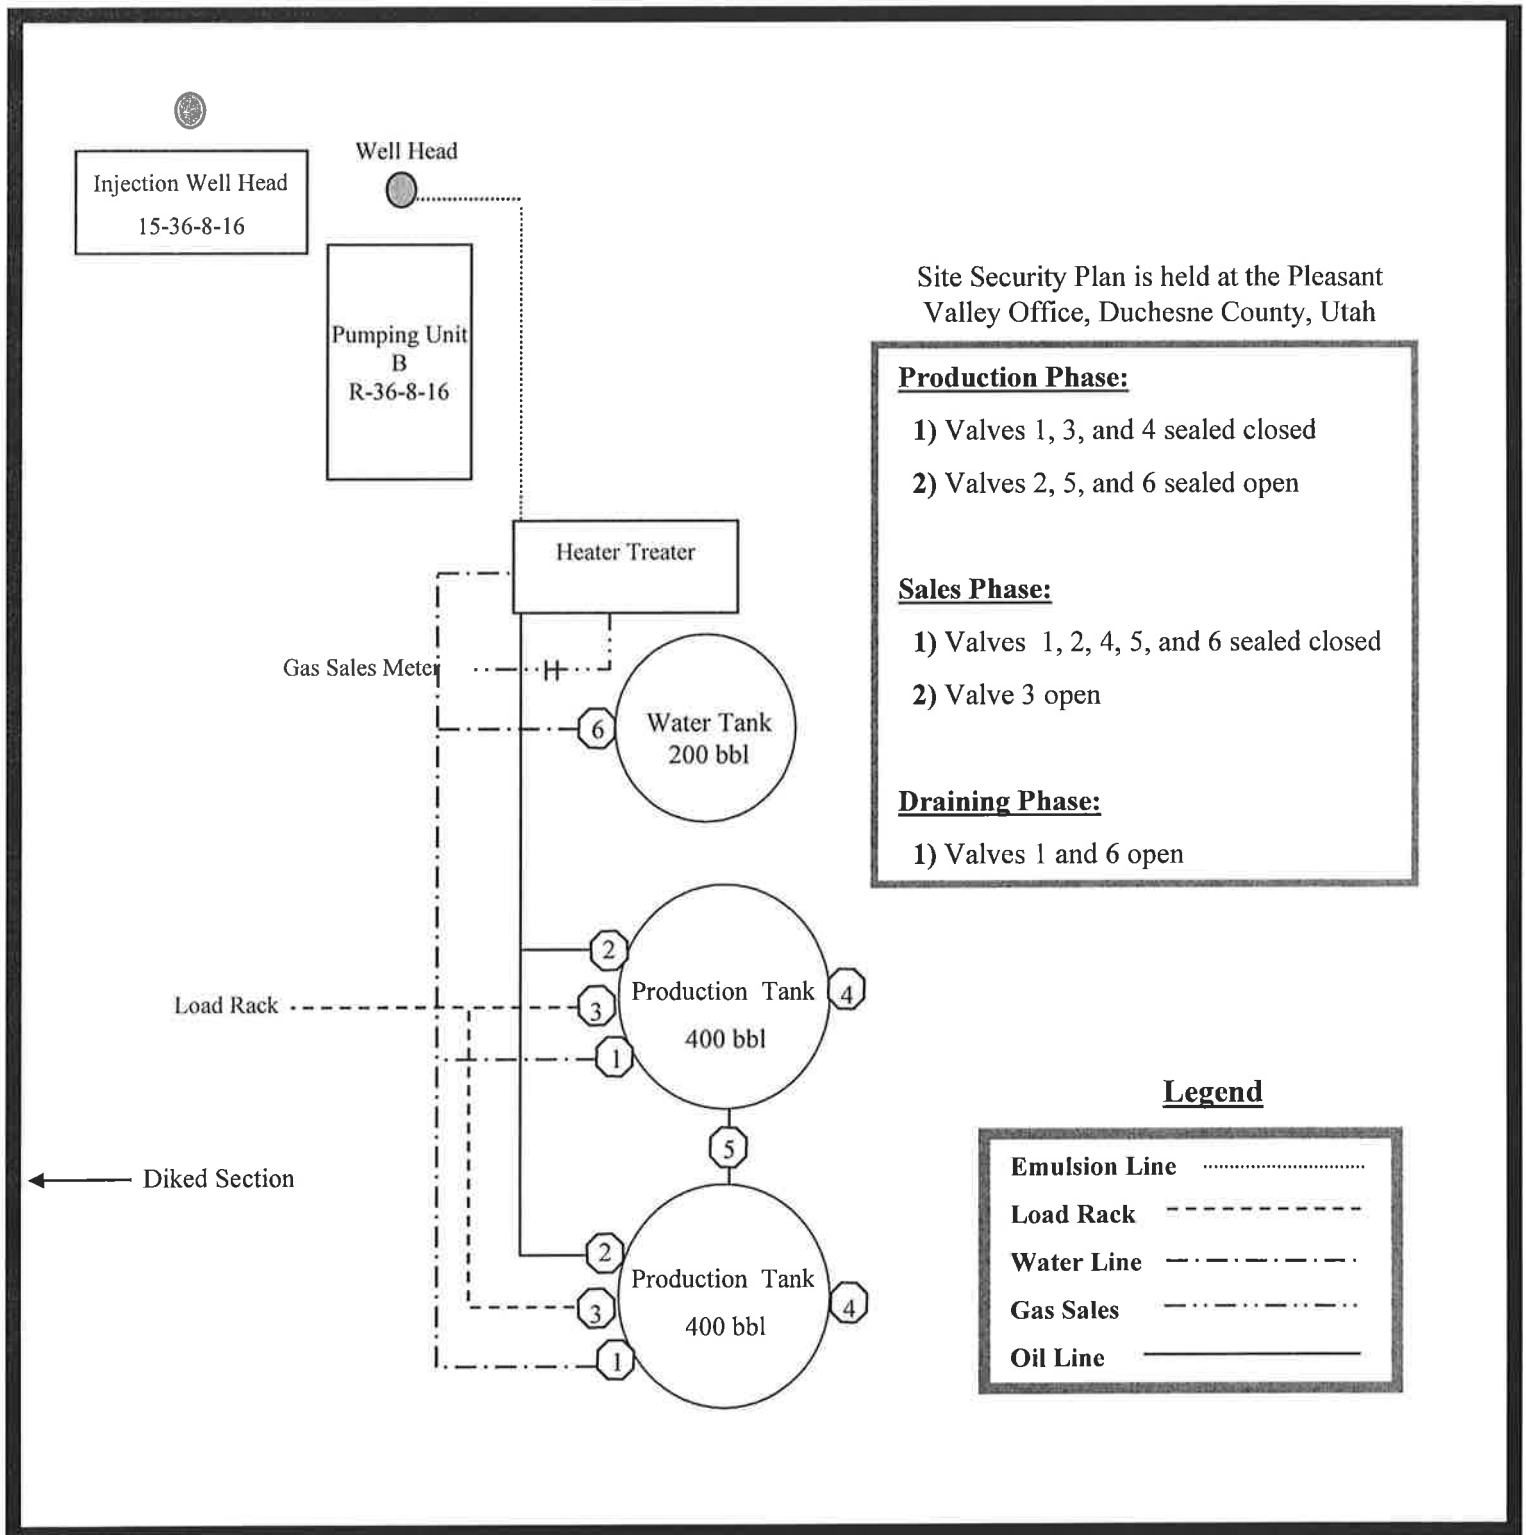 Well Head
Injection Well Head
15-36-8-16
Pumping Unit
B
R-36-8-16
Site Security Plan is held at the Pleasant
Valley Office, Duchesne County, Utah
Production Phase:
1) Valves 1, 3, and 4 sealed closed
2) Valves 2, 5, and 6 sealed open
Sales Phase:
1) Valves 1, 2, 4, 5, and 6 sealed closed
2) Valve 3 open
Draining Phase:
1) Valves 1 and 6 open
Heater Treater
Gas Sales Meter
6
Water Tank
200 bbl
2
Load Rack
3
1
Production Tank
400 bbl
4
5
Diked Section
2
3
1
Production Tank
400 bbl
4
Legend
Emulsion Line
Load Rack
Water Line
Gas Sales
Oil Line